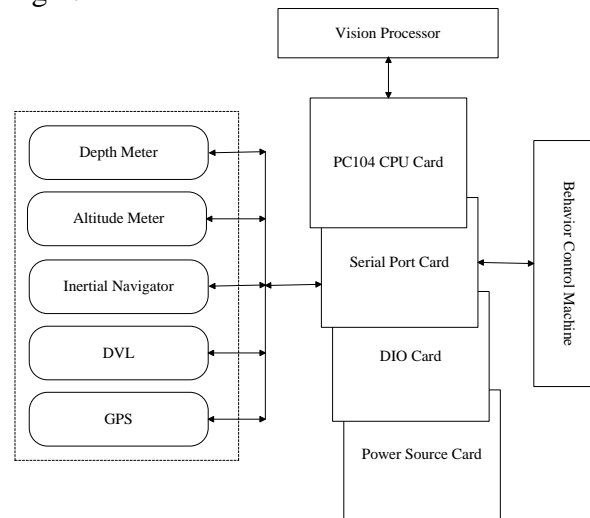 Vision Processor
PC104 CPU Card
Depth Meter
Altitude Meter
Serial Port Card
Inertial Navigator
Behavior Control Machine
DVL
DIO Card
GPS
Power Source Card